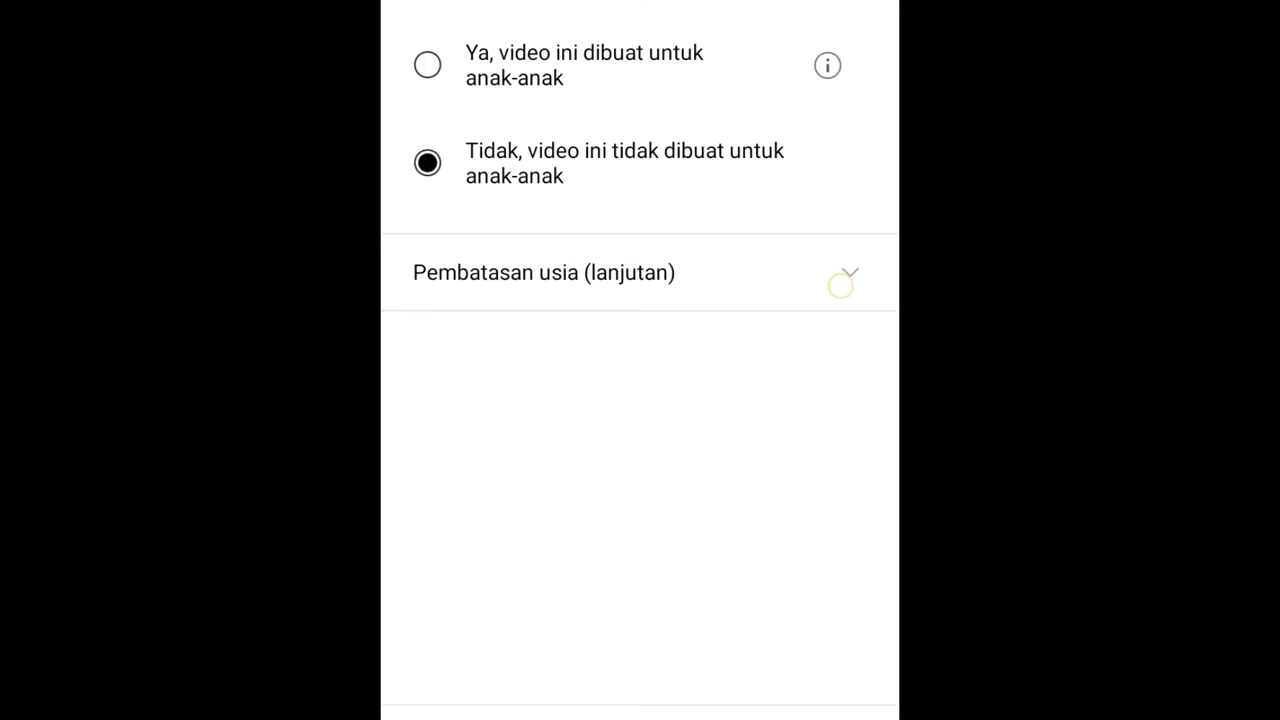 Ya, video ini dibuat untuk
anak-anak
Tidak, video ini tidak dibuat untuk
anak-anak
Pembatasan usia (lanjutan)